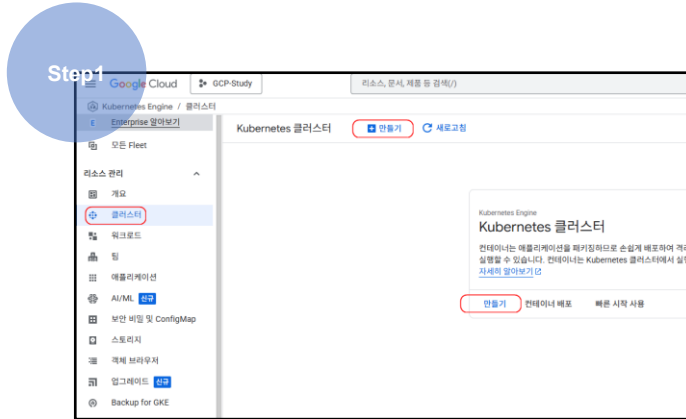 Step1
Google Cloud
GCP-Study
리소스, 문서, 제품 등 검색(/)
Kubernetes Engine / 클러스터
E Enterprise 알아보기
Kubernetes 클러스터
만들기
새로고침
모든 Fleet
리소스 관리
개요
클러스터
워크로드
팀
애플리케이션
AI/ML 신규
보안 비밀 및 ConfigMap
스토리지
객체 브라우저
업그레이드 신규
Backup for GKE
Kubernetes Engine
Kubernetes 클러스터
컨테이너는 애플리케이션을 패키징하므로 손쉽게 배포하여 격리
실행할 수 있습니다. 컨테이너는 Kubernetes 클러스터에서 실행
자세히 알아보기
만들기 컨테이너 배포 빠른 시작 사용